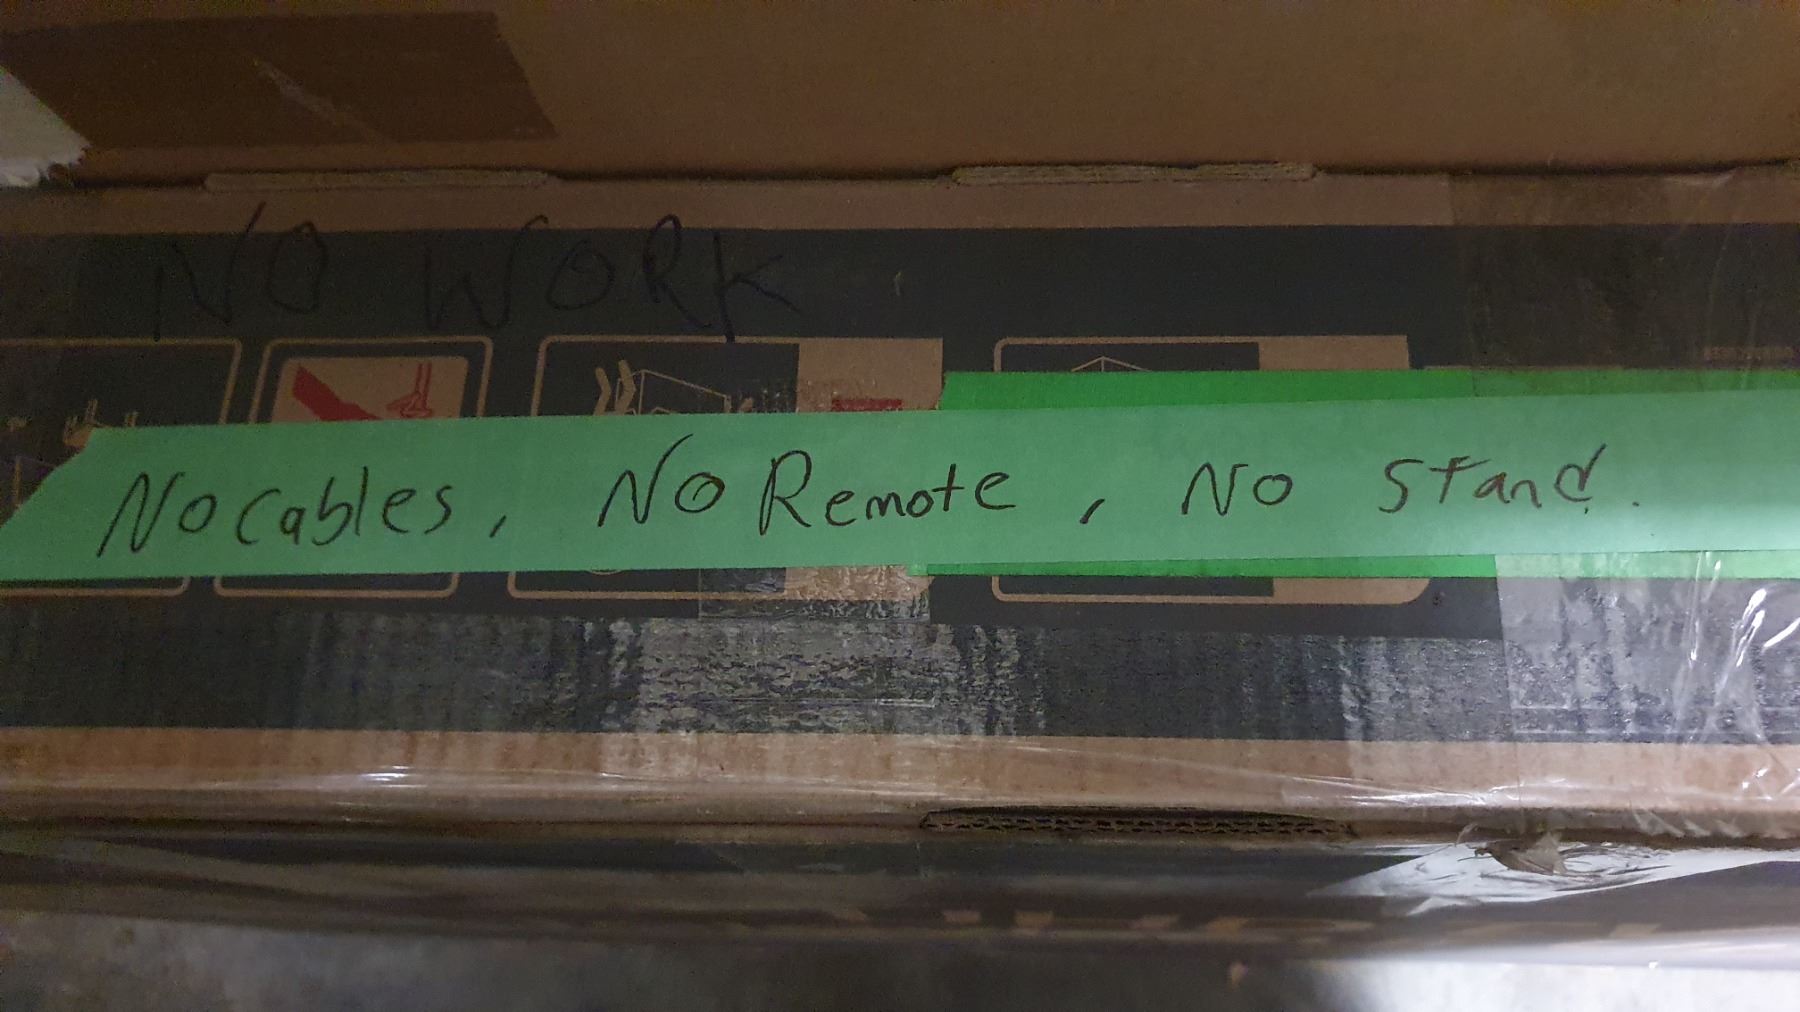 NO WORK
No cables, NO Remote, NO Stand.